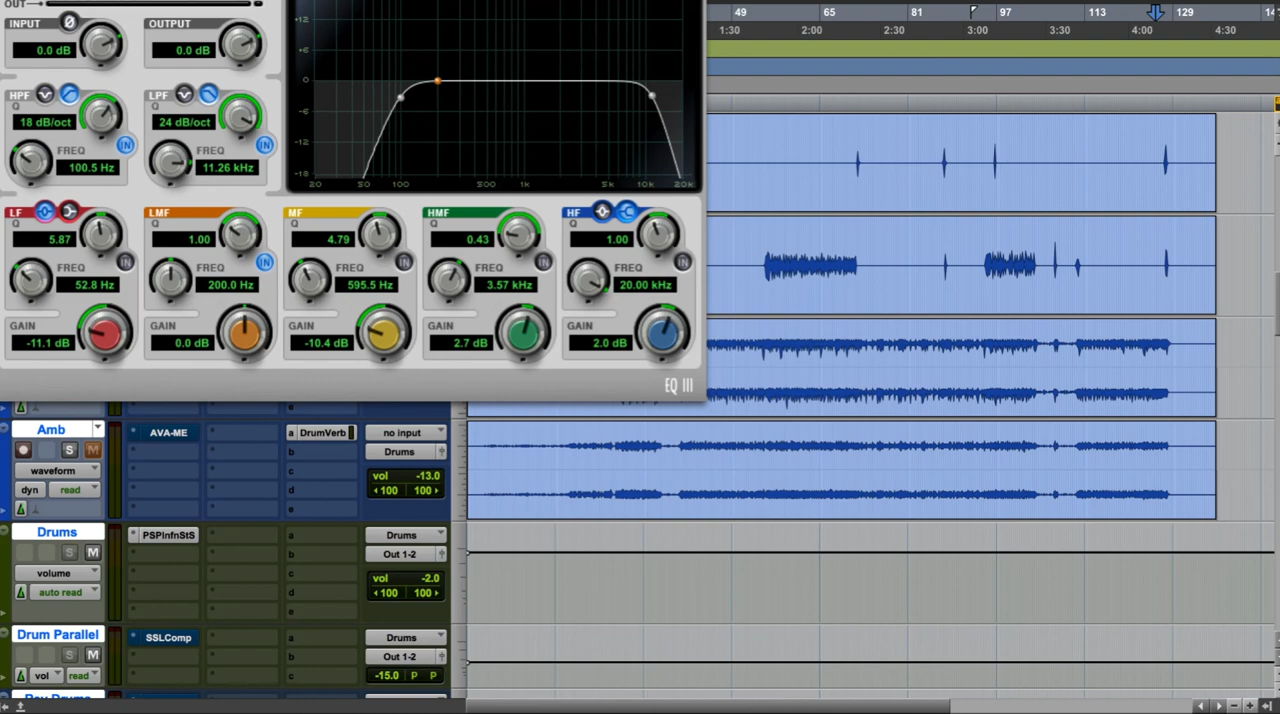 OUT
INPUT
0.0 dB
OUTPUT
0.0 dB
+12
+6
0
-6
-12
-18
20 50 100 500 1k 5k 10k 20k
HPF
Q
18 dB/oct
FREQ
IN
100.5 Hz
LPF
Q
24 dB/oct
FREQ
IN
11.26 kHz
LF
Q
5.87
IN
FREQ
52.8 Hz
GAIN
-11.1 dB
LMF
Q
1.00
IN
FREQ
200.0 Hz
GAIN
0.0 dB
MF
Q
4.79
IN
FREQ
595.5 Hz
GAIN
-10.4 dB
HMF
Q
0.43
IN
FREQ
3.57 kHz
GAIN
2.7 dB
HF
Q
1.00
IN
FREQ
20.00 kHz
GAIN
2.0 dB
EQ III
49 65 81 97 113 129 14
1:30 2:00 2:30 3:00 3:30 4:00 4:30
e
Amb
S M
waveform
dyn read
AVA-ME
a DrumVerb
b
c
d
e
no input
Drums
vol -13.0
100 100
Drums
S M
volume
auto read
PSPInfnStS
a
b
c
d
e
Drums
Out 1-2
vol -2.0
100 100
Drum Parallel
S M
vol read
SSLComp
a
b
c
Drums
Out 1-2
-15.0 P P